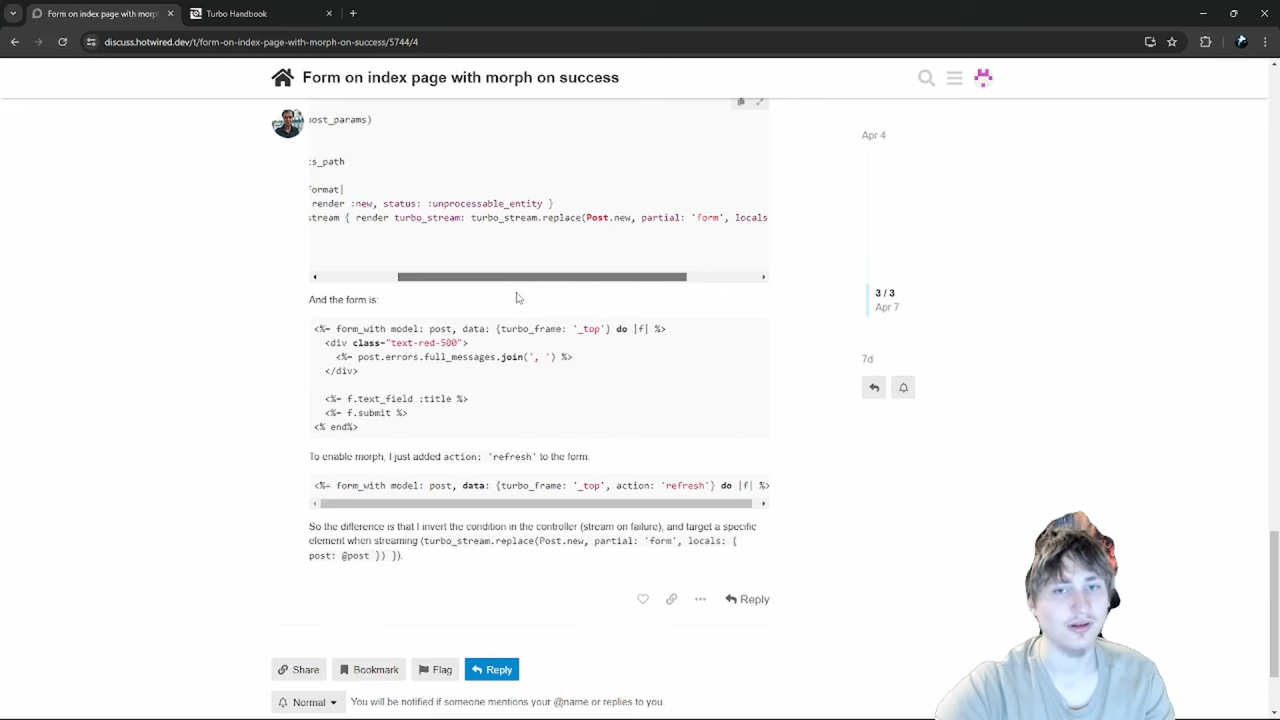 Form on index page with morp
Turbo Handbook
discuss.hotwired.dev/t/form-on-index-page-with-morph-on-success/5744/4
Form on index page with morph on success
post_params)
ts_path
format|
render :new, status: :unprocessable_entity }
stream { render turbo_stream: turbo_stream.replace(Post.new, partial: 'form', locals
And the form is:
<%= form_with model: post, data: {turbo_frame: '_top'} do |f| %>
<div class="text-red-500">
<%= post.errors.full_messages.join(', ') %>
</div>
<%= f.text_field :title %>
<%= f.submit %>
<% end%>
To enable morph, I just added action: 'refresh' to the form.
<%= form_with model: post, data: {turbo_frame: '_top', action: 'refresh'} do |f| %>
So the difference is that I invert the condition in the controller (stream on failure), and target a specific
element when streaming (turbo_stream.replace(Post.new, partial: 'form', locals: {
post: @post }) }).
Reply
Share
Bookmark
Flag
Reply
Normal
You will be notified if someone mentions your @name or replies to you.
Apr 4
3 / 3
Apr 7
7d